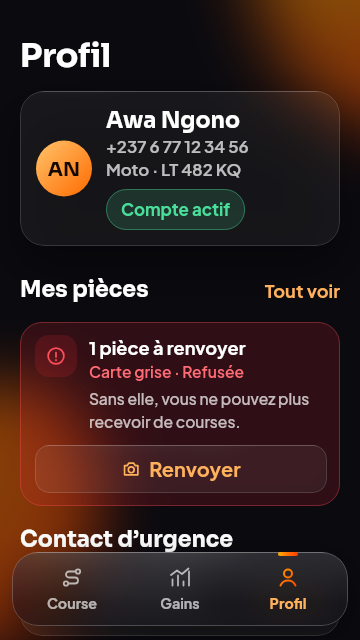 Profil
AN
Awa Ngono
+237 6 77 12 34 56
Moto · LT 482 KQ
Compte actif
Mes pièces
Tout voir
1 pièce à renvoyer
Carte grise · Refusée
Sans elle, vous ne pouvez plus
recevoir de courses.
Renvoyer
Contact d’urgence
Course
Gains
Profil